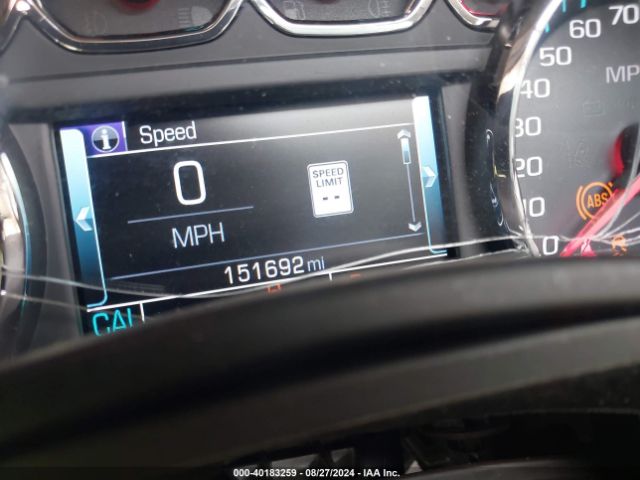 Speed
0
MPH
SPEED
LIMIT
--
151692 mi
CAL
70
60
50
40
30
20
10
0
MP
ABS
000-40183259 - 08/27/2024 - IAA Inc.